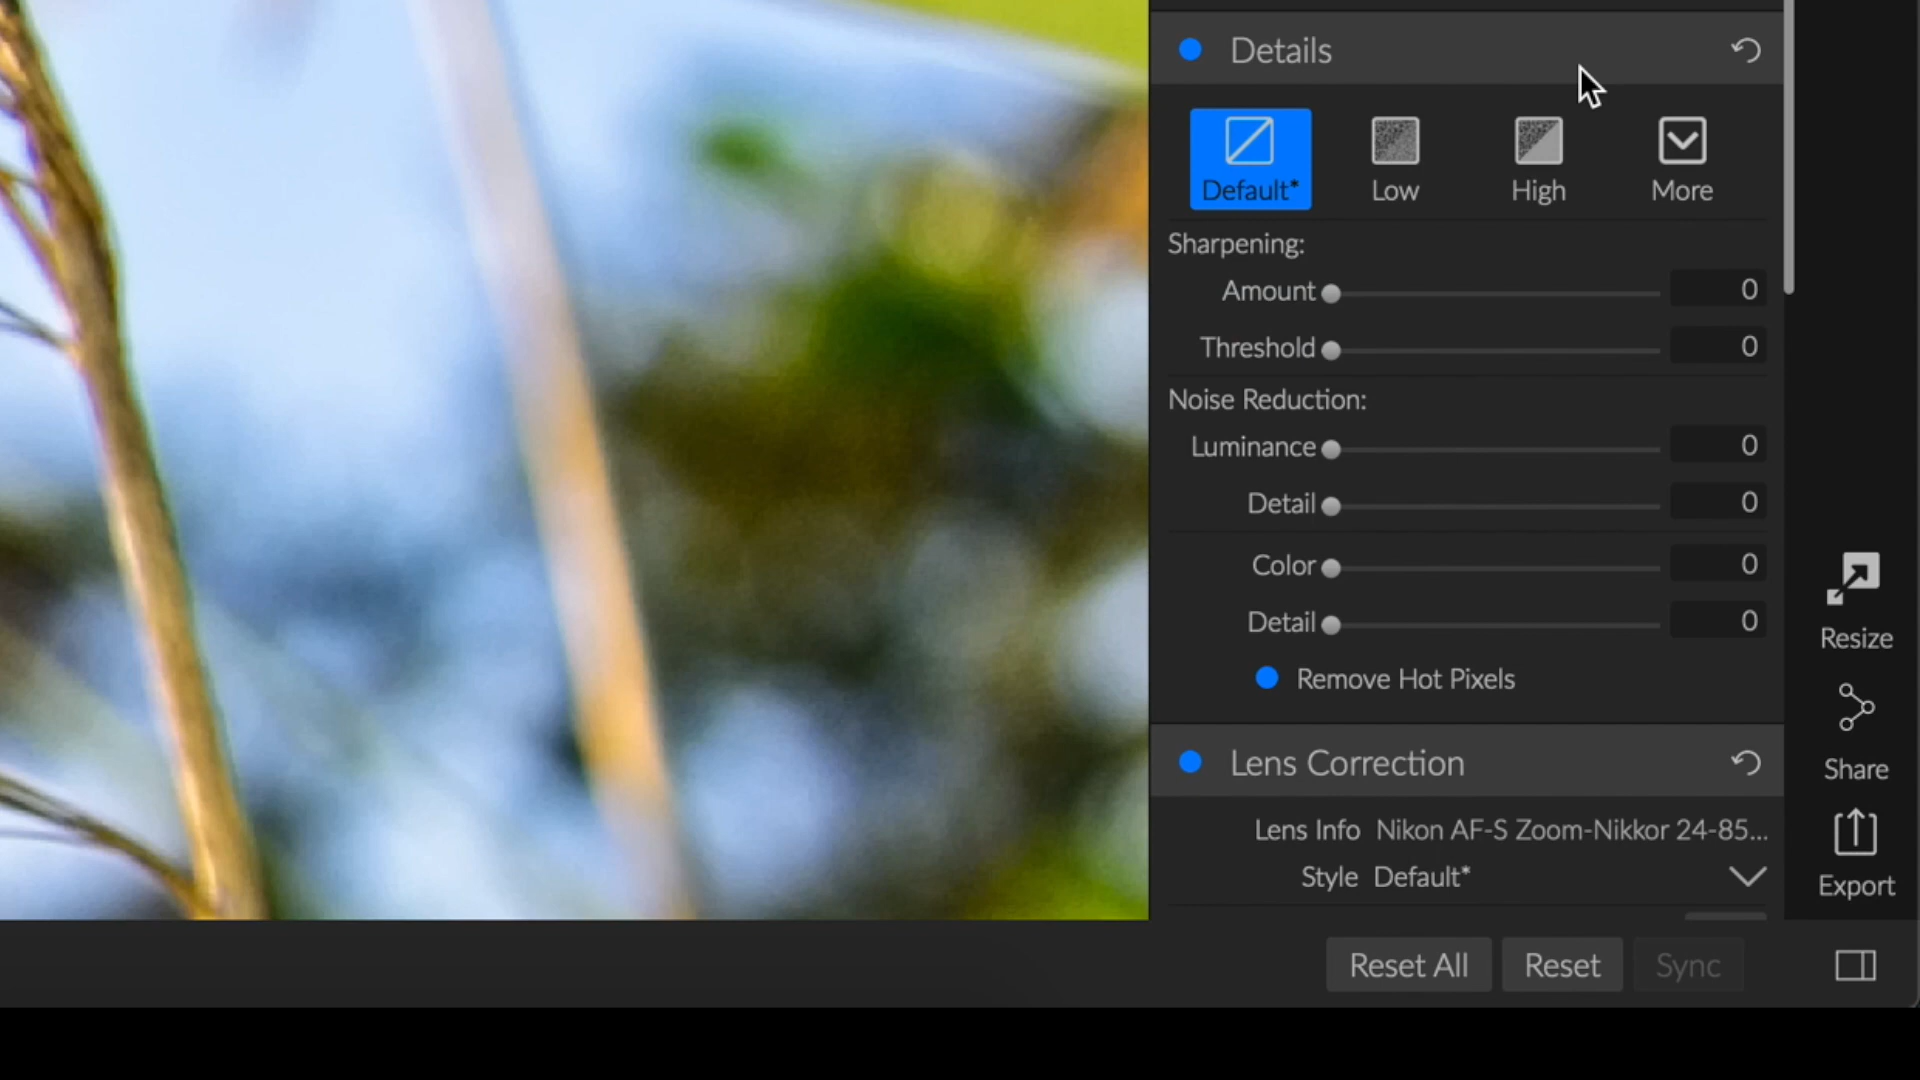 Details
Default*
Low
High
More
Sharpening:
Amount 0
Threshold 0
Noise Reduction:
Luminance 0
Detail 0
Color 0
Detail 0
Remove Hot Pixels
Lens Correction
Lens Info Nikon AF-S Zoom-Nikkor 24-85...
Style Default*
Resize
Share
Export
Reset All
Reset
Sync